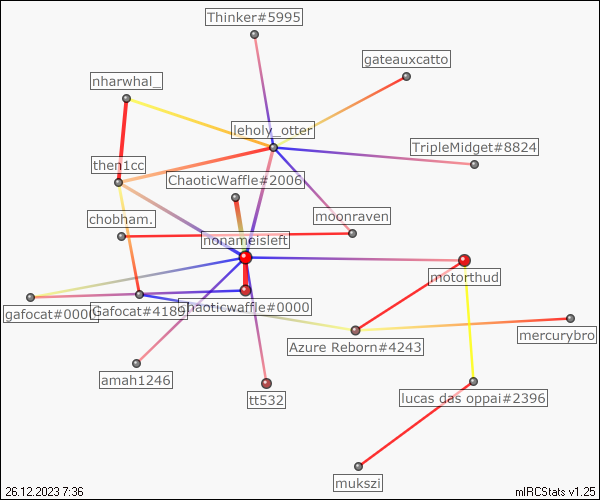 Thinker#5995
gateauxcatto
nharwhal_
leholy_otter
TripleMidget#8824
then1cc
ChaoticWaffle#2006
chobham.
moonraven
nonameisleft
motorthud
gafocat#0000
Gafocat#4189
Chaoticwaffle#0000
mercurybro
Azure Reborn#4243
amah1246
tt532
lucas das oppai#2396
mukszi
26.12.2023 7:36
mIRCStats v1.25